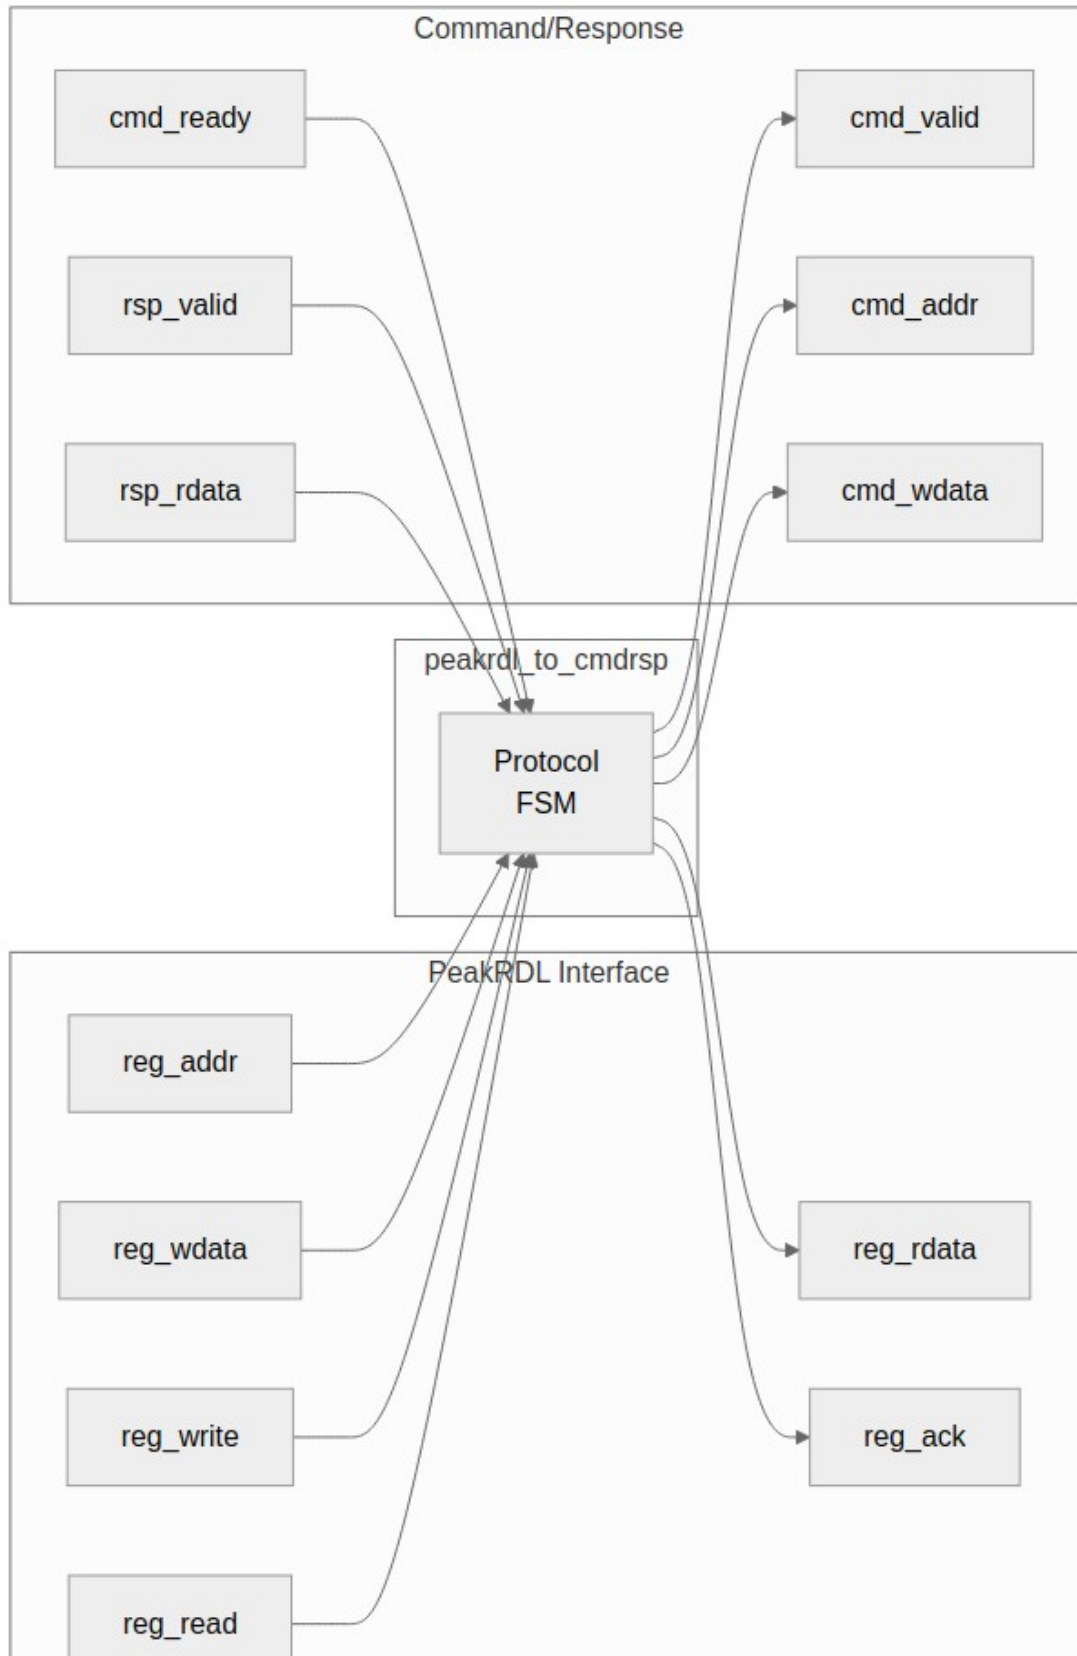 Command/Response
cmd_ready
cmd_valid
rsp_valid
cmd_addr
rsp_rdata
cmd_wdata
peakrdl_to_cmdrsp
Protocol
FSM
PeakRDL Interface
reg_addr
reg_wdata
reg_rdata
reg_write
reg_ack
reg_read